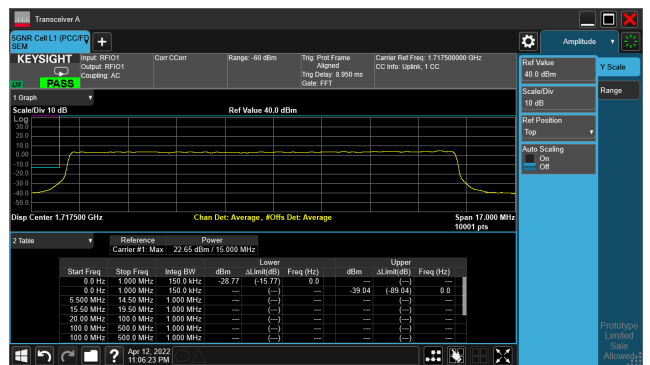 Transceiver A
5GNR Cell L1 (PCC/FD
SEM
Amplitude
KEYSIGHT
LNI
PASS
Input: RFIO1
Output: RFIO1
Coupling: AC
Corr CCorr
Range: -60 dBm
Trig: Prot Frame
Aligned
Trig Delay: 8.950 ms
Gate: FFT
Carrier Ref Freq: 1.717500000 GHz
CC Info: Uplink, 1 CC
Ref Value
40.0 dBm
Y Scale
Scale/Div
10 dB
Range
Ref Position
Top
Auto Scaling
On
Off
1 Graph
Scale/Div 10 dB
Ref Value 40.0 dBm
Log
30.0
20.0
10.0
0.00
-10.0
-20.0
-30.0
-40.0
-50.0
Disp Center 1.717500 GHz
Chan Det: Average, #Offs Det: Average
Span 17.000 MHz
10001 pts
2 Table
Reference Power
Carrier #1: Max 22.65 dBm / 15.000 MHz
Lower Upper
Start Freq Stop Freq Integ BW dBm ΔLimit(dB) Freq (Hz) dBm ΔLimit(dB) Freq (Hz)
0.0 Hz 1.000 MHz 150.0 kHz -28.77 (-15.77) 0.0 --- (---) ---
0.0 Hz 1.000 MHz 150.0 kHz --- (---) --- -39.04 (-89.04) 0.0
5.500 MHz 14.50 MHz 1.000 MHz --- (---) --- --- (---) ---
15.50 MHz 19.50 MHz 1.000 MHz --- (---) --- --- (---) ---
20.00 MHz 100.0 MHz 1.000 MHz --- (---) --- --- (---) ---
100.0 MHz 500.0 MHz 1.000 MHz --- (---) --- --- (---) ---
100.0 MHz 500.0 MHz 1.000 MHz --- (---) --- --- (---) ---
Prototype
Limited
Sale
Allowed
?
Apr 12, 2022
11:06:23 PM